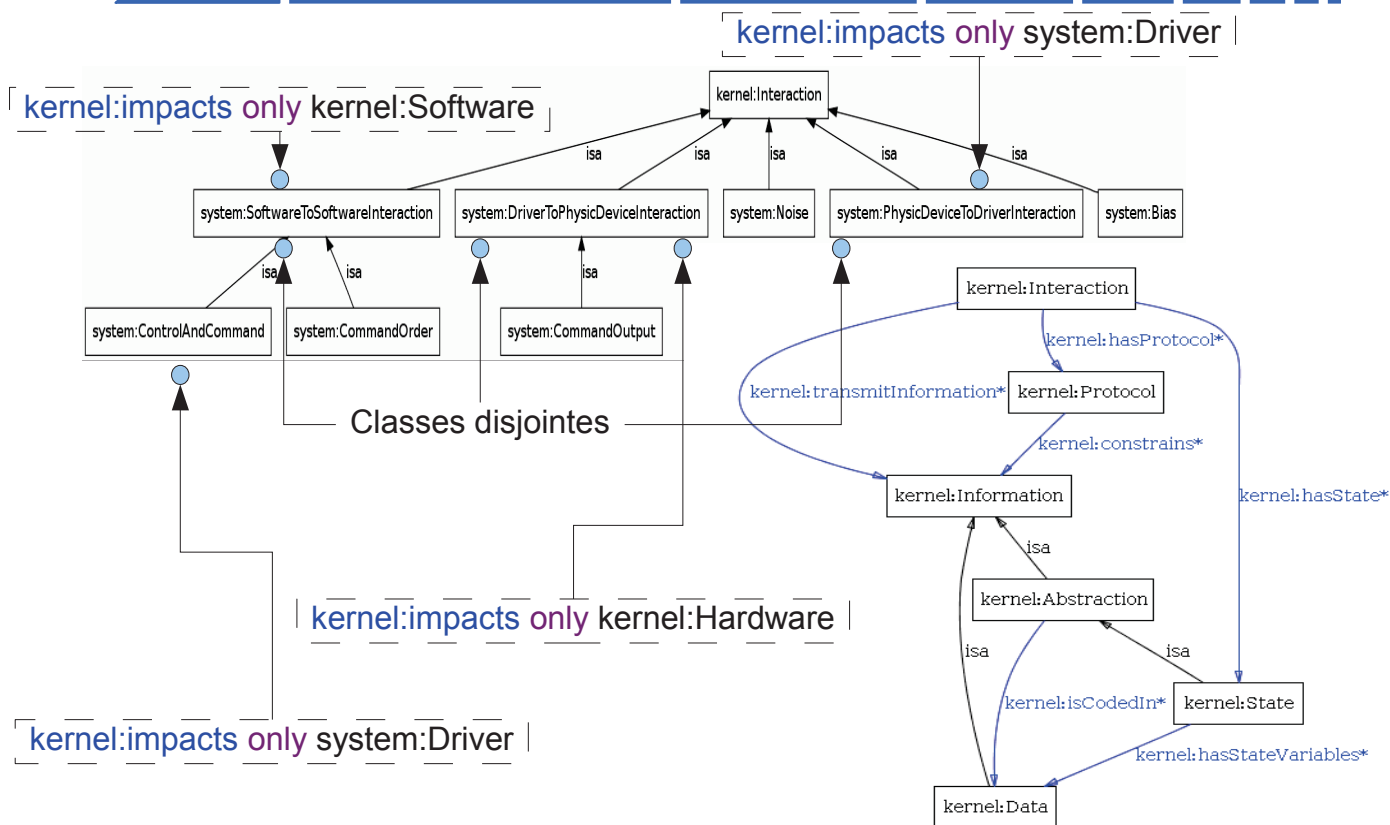 kernel:impacts only system:Driver
kernel:Interaction
kernel:impacts only kernel:Software
isa
isa
isa
isa
isa
system:SoftwareToSoftwareInteraction
system:DriverToPhysicDeviceInteraction
system:Noise
system:PhysicDeviceToDriverInteraction
system:Bias
isa
isa
isa
system:ControlAndCommand
system:CommandOrder
system:CommandOutput
kernel:Interaction
kernel:hasProtocol*
kernel:transmitInformation*
kernel:Protocol
Classes disjointes
kernel:constrains*
kernel:Information
kernel:hasState*
isa
kernel:Abstraction
kernel:impacts only kernel:Hardware
isa
isa
kernel:isCodedIn*
kernel:State
kernel:impacts only system:Driver
kernel:hasStateVariables*
kernel:Data